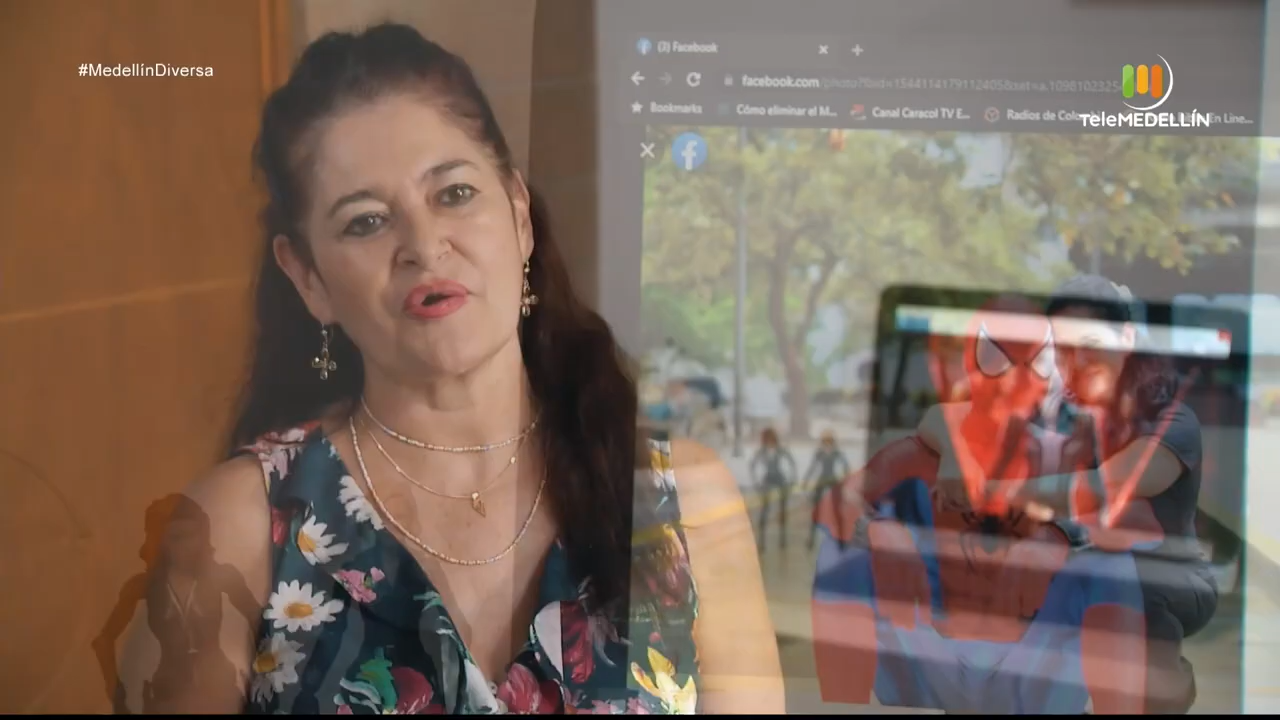 #MedellínDiversa
TeleMEDELLÍN
(3) Facebook
facebook.com
Bookmarks
Cómo eliminar el M...
Canal Caracol TV E...
Radios de Colo
En Line...